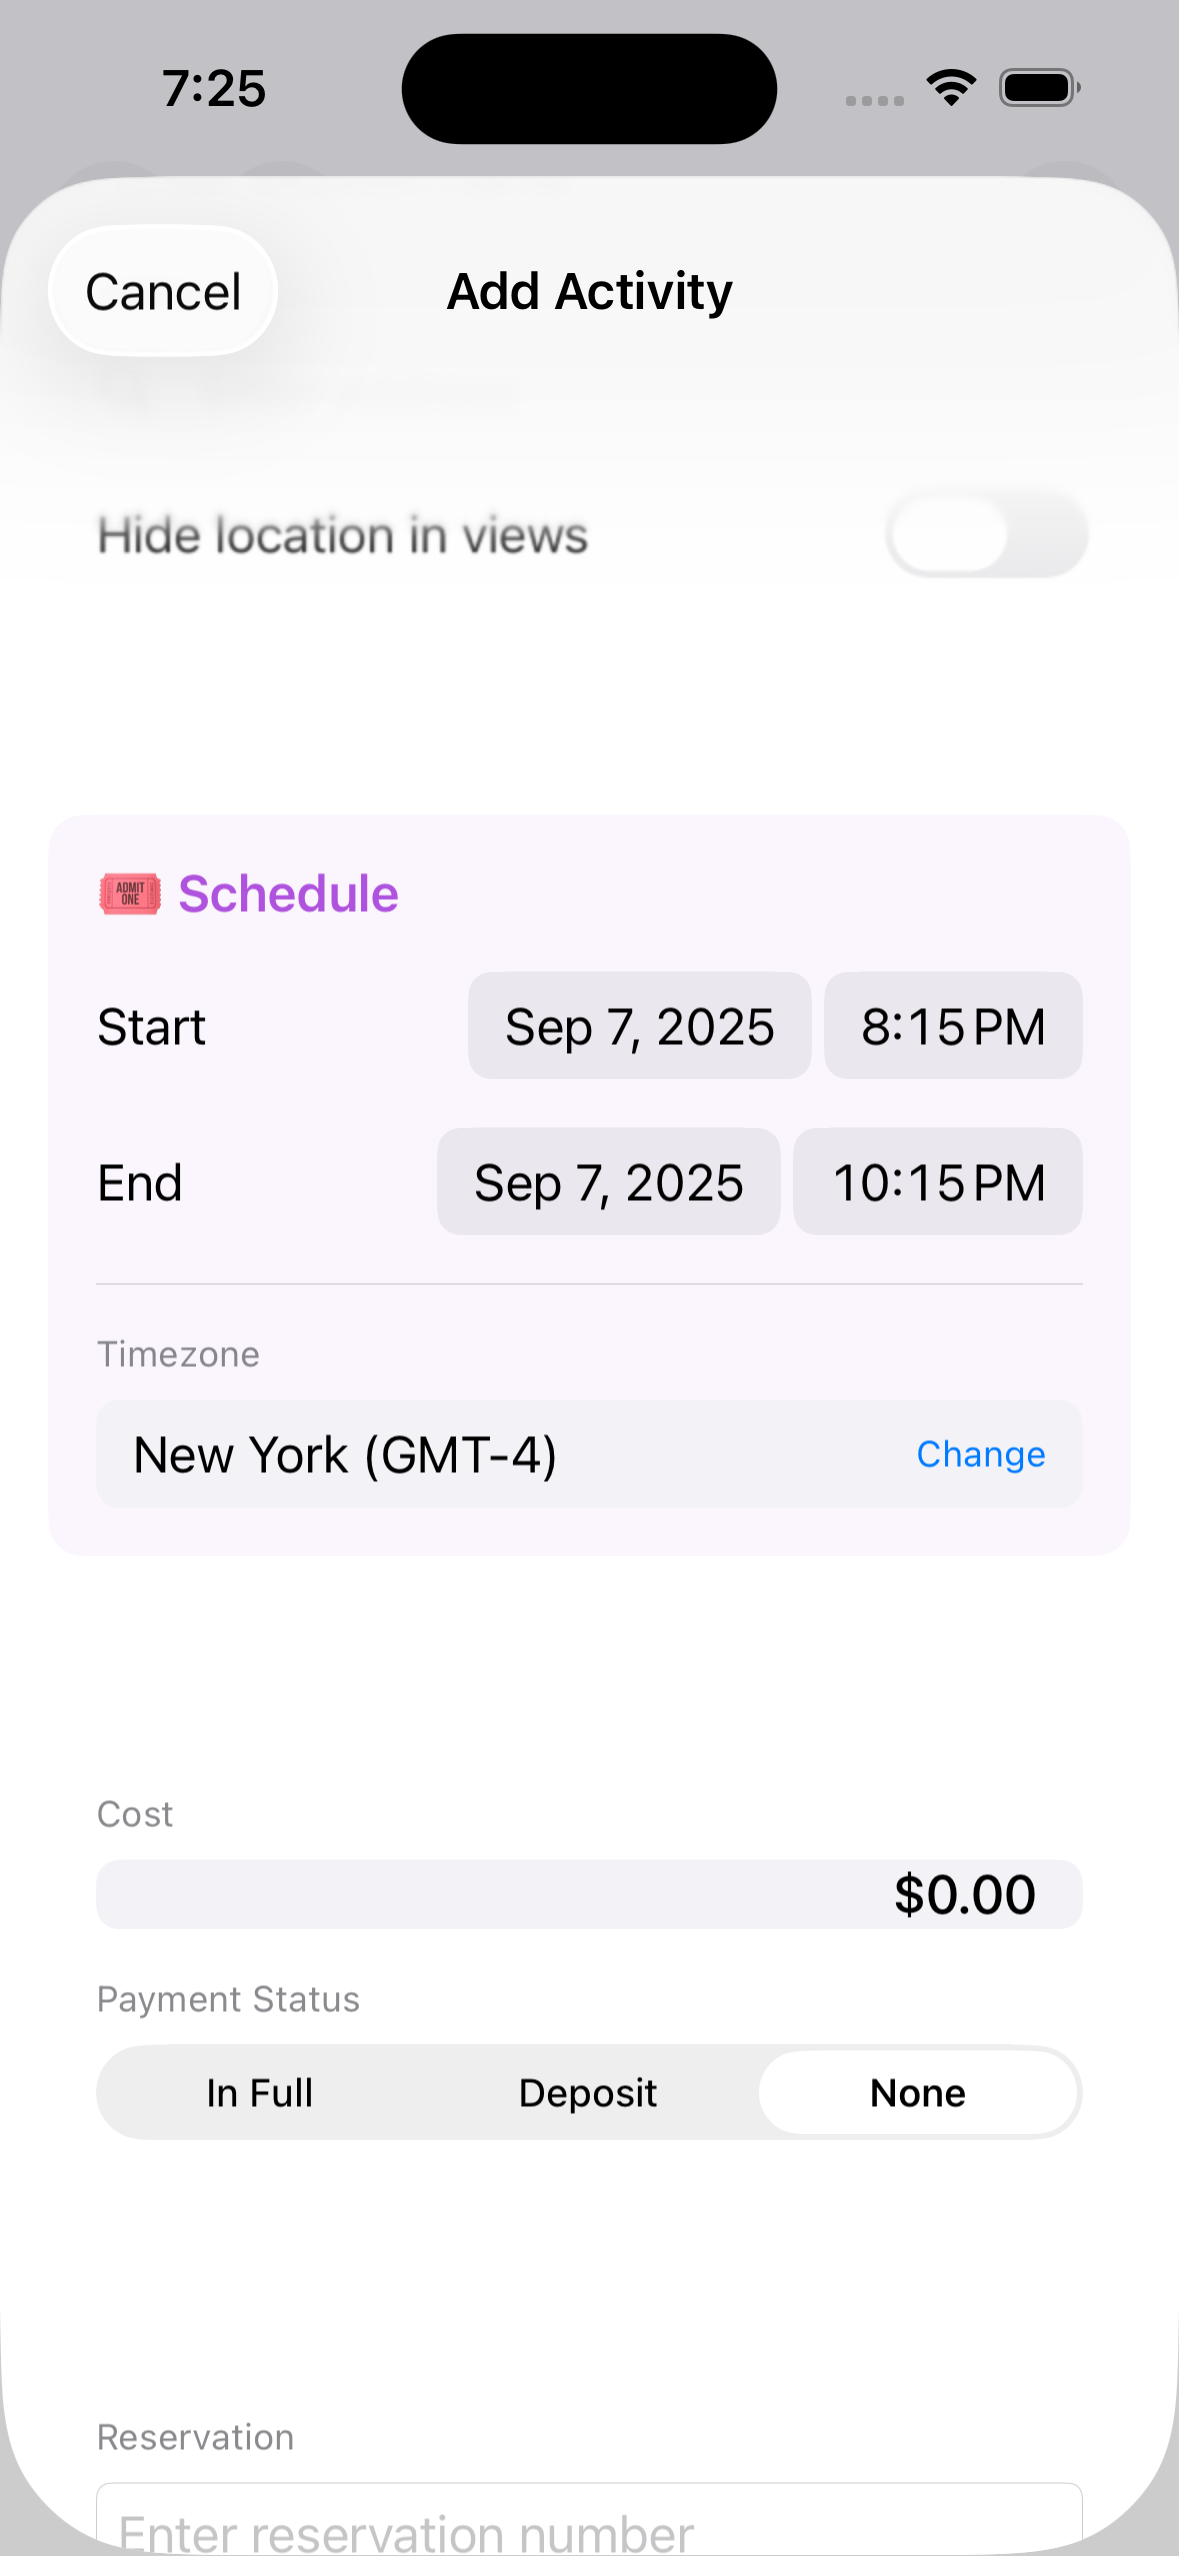 7:25
Cancel
Add Activity
Hide location in views
ADMIT
ONE
Schedule
Start
Sep 7, 2025
8:15 PM
End
Sep 7, 2025
10:15 PM
Timezone
New York (GMT-4)
Change
Cost
$0.00
Payment Status
In Full
Deposit
None
Reservation
Enter reservation number